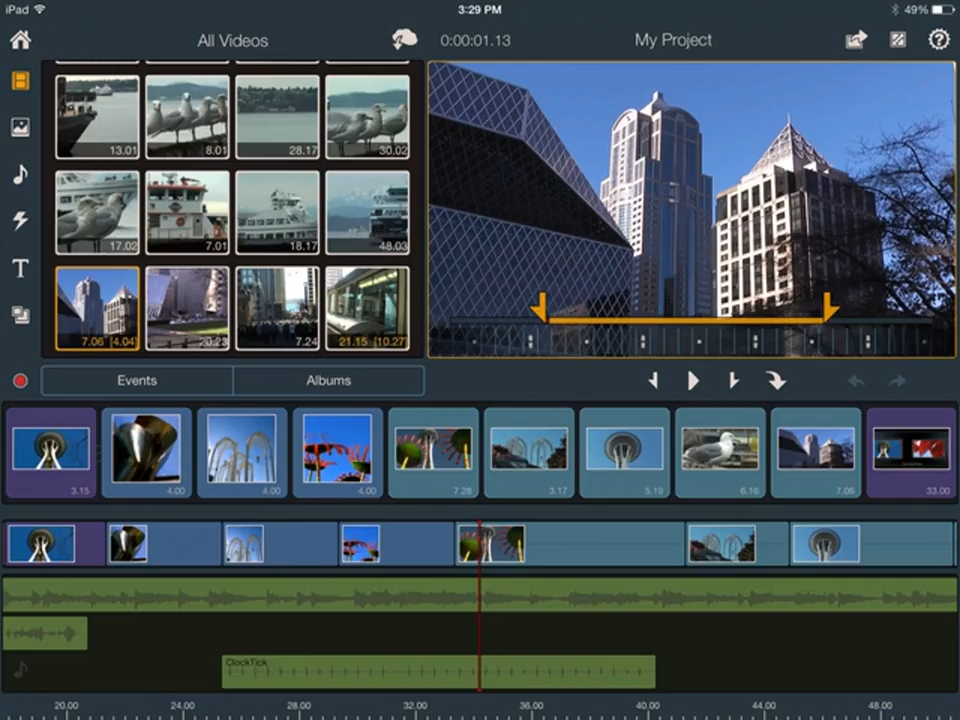 iPad 3:29 PM 49%
All Videos 0:00:01.13 My Project
13.01 8.01 28.17 30.02
17.02 7.01 18.17 48.03
7.06 [4.04] 20.23 7.24 21.15 [10.27]
Events Albums
3.15 4.00 4.00 4.00 7.28 3.17 5.19 6.16 7.06 33.00
ClockTick
20.00 24.00 28.00 32.00 36.00 40.00 44.00 48.00